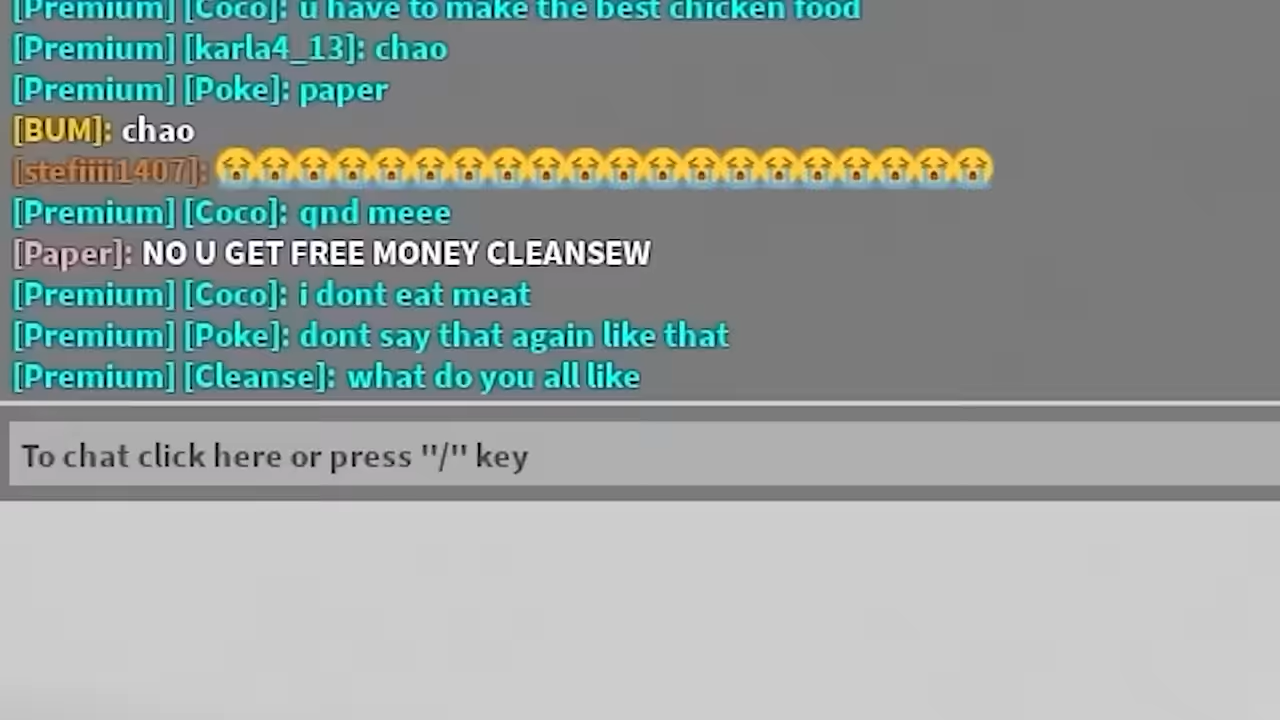 [Premium] [Coco]: u have to make the best chicken food
[Premium] [karla4_13]: chao
[Premium] [Poke]: paper
[BUM]: chao
[stefiiii1407]: 😭😭😭😭😭😭😭😭😭😭😭😭😭😭😭😭😭😭😭😭
[Premium] [Coco]: qnd meee
[Paper]: NO U GET FREE MONEY CLEANSEW
[Premium] [Coco]: i dont eat meat
[Premium] [Poke]: dont say that again like that
[Premium] [Cleanse]: what do you all like
To chat click here or press "/" key